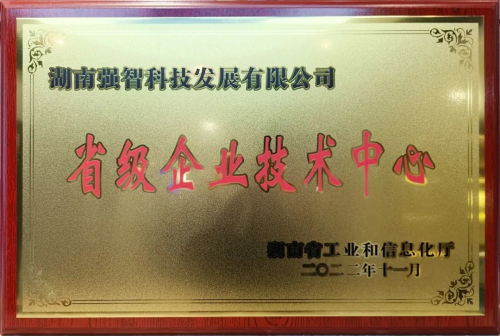 湖南强智科技发展有限公司
省级企业技术中心
湖南省工业和信息化厅
二〇二二年十一月